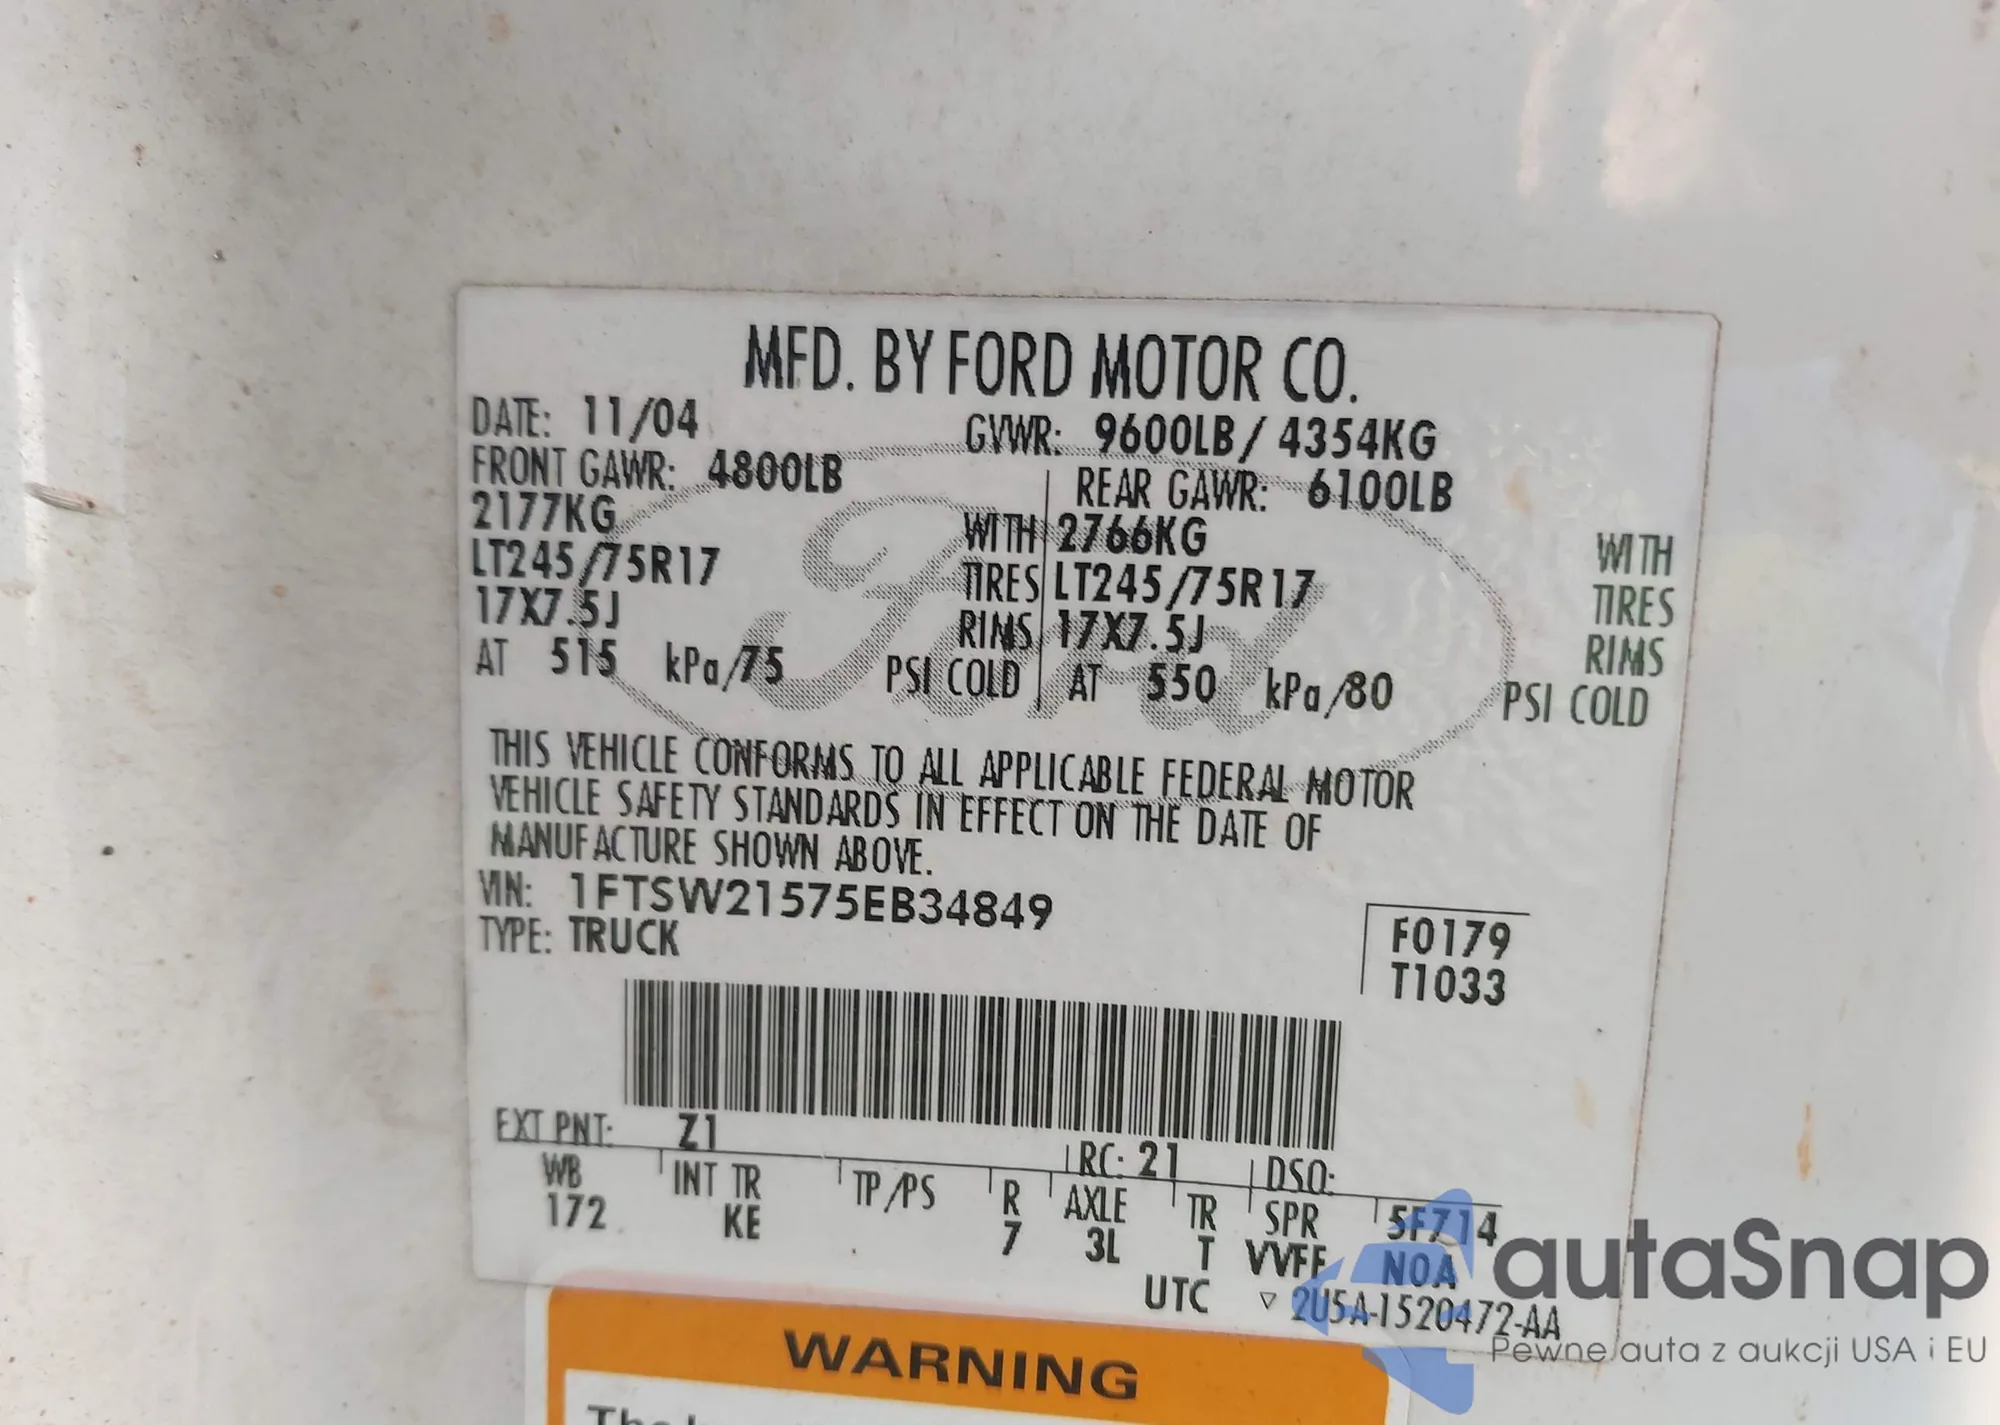 MFD. BY FORD MOTOR CO.
DATE: 11/04 GVWR: 9600LB/ 4354KG
FRONT GAWR: 4800LB REAR GAWR: 6100LB
2177KG WITH 2766KG WITH
LT245/75R17 TIRES LT245/75R17 TIRES
17X7.5J RIMS 17X7.5J RIMS
AT 515 kPa/75 PSI COLD AT 550 kPa/80 PSI COLD
Ford
THIS VEHICLE CONFORMS TO ALL APPLICABLE FEDERAL MOTOR
VEHICLE SAFETY STANDARDS IN EFFECT ON THE DATE OF
MANUFACTURE SHOWN ABOVE.
VIN: 1FTSW21575EB34849
TYPE: TRUCK
F0179
T1033
EXT PNT: Z1 RC: 21 DSO:
WB INT TR TP/PS R AXLE TR SPR 5F714
172 KE 7 3L T VVFF NOA
UTC ▽ 2U5A-1520472-AA
WARNING
autaSnap
Pewne auta z aukcji USA i EU